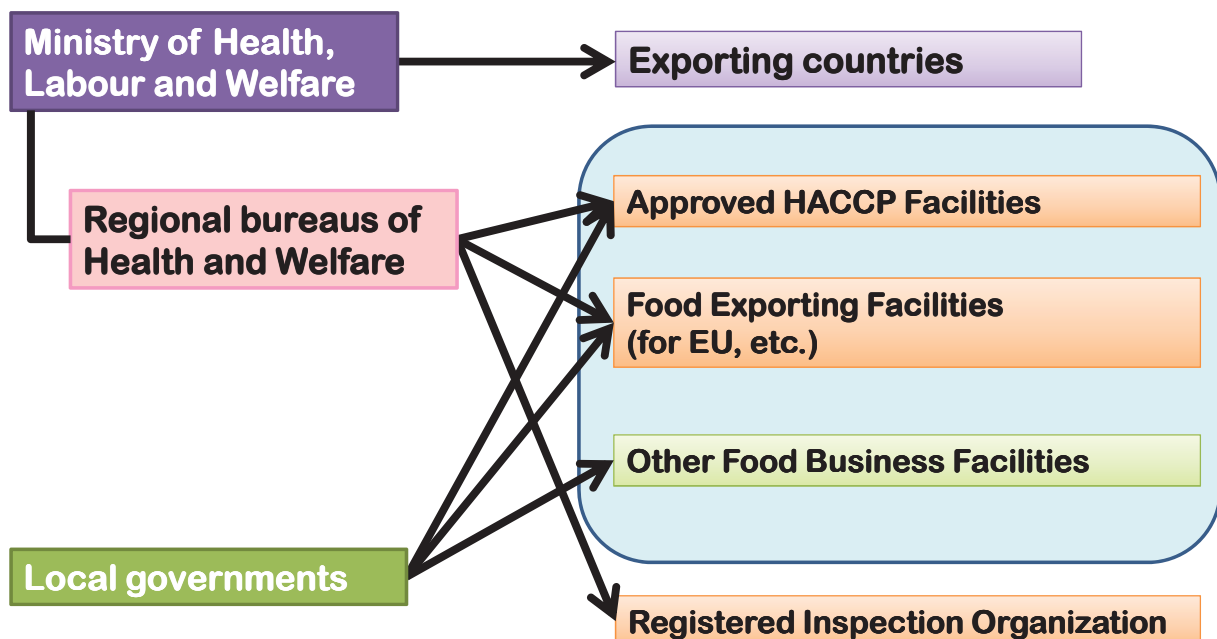 Ministry of Health,
Labour and Welfare
Exporting countries
Regional bureaus of
Health and Welfare
Approved HACCP Facilities
Food Exporting Facilities
(for EU, etc.)
Other Food Business Facilities
Local governments
Registered Inspection Organization